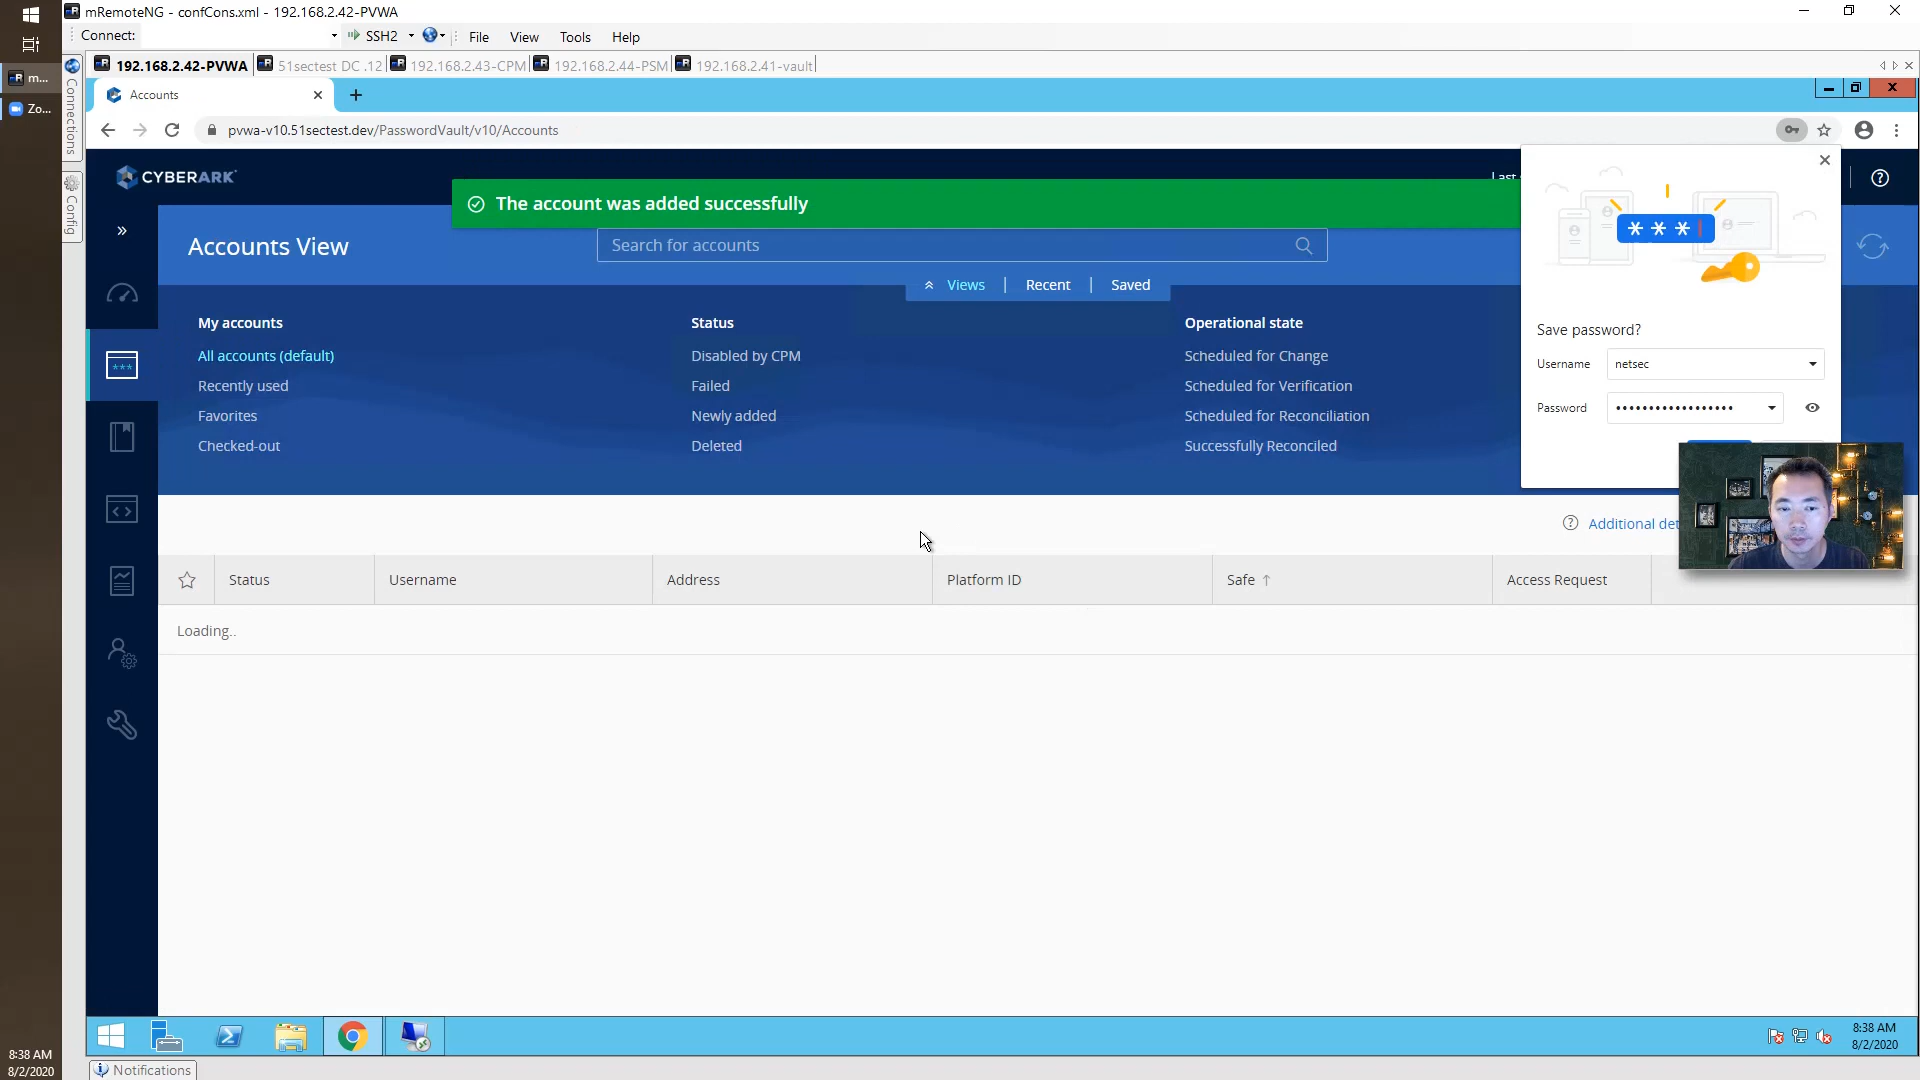 mRemoteNG - confCons.xml - 192.168.2.42-PVWA
Connect:
SSH2
File
View
Tools
Help
m...
Zo...
Connections
Config
192.168.2.42-PVWA
51sectest DC .12
192.168.2.43-CPM
192.168.2.44-PSM
192.168.2.41-vault
Accounts
pvwa-v10.51sectest.dev/PasswordVault/v10/Accounts
CYBERARK
Last
The account was added successfully
Accounts View
Search for accounts
Views | Recent | Saved
My accounts
All accounts (default)
Recently used
Favorites
Checked-out
Status
Disabled by CPM
Failed
Newly added
Deleted
Operational state
Scheduled for Change
Scheduled for Verification
Scheduled for Reconciliation
Successfully Reconciled
Save password?
Username
netsec
Password
••••••••••••••••••
Additional det
Status
Username
Address
Platform ID
Safe ↑
Access Request
Loading..
8:38 AM
8/2/2020
8:38 AM
8/2/2020
Notifications